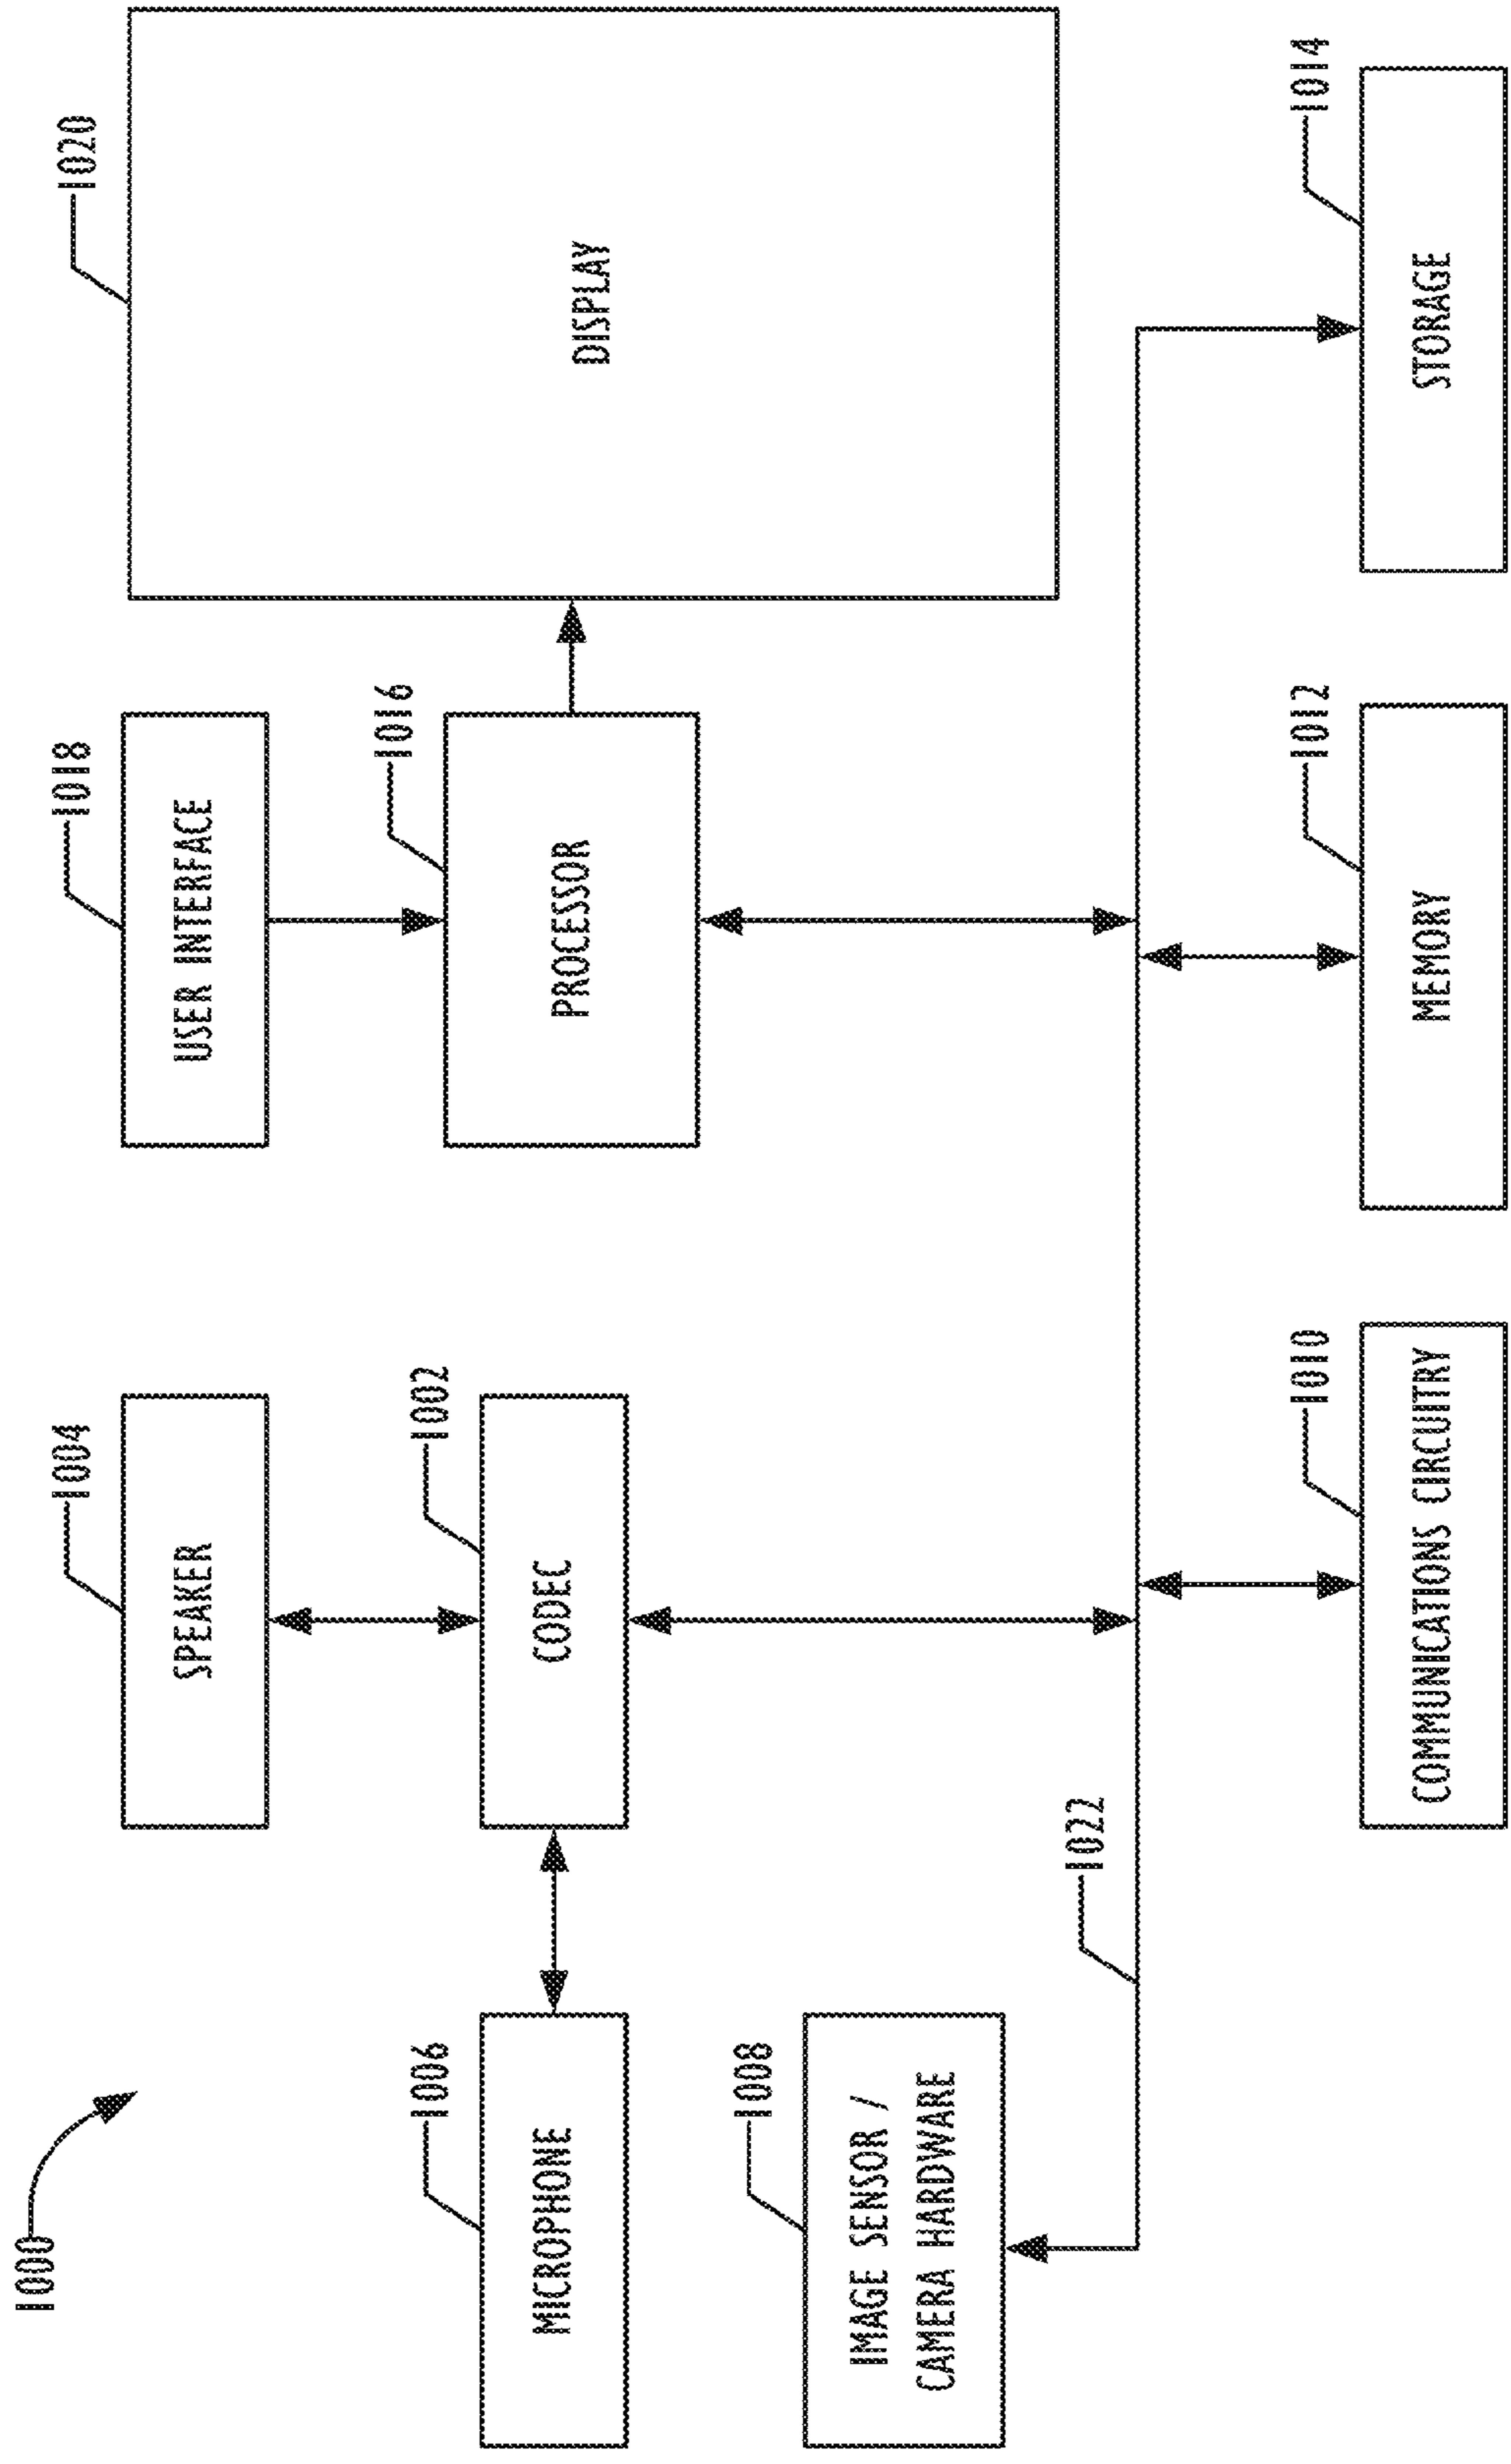 1000
1004
1018
1020
SPEAKER
USER INTERFACE
1006
1002
1016
MICROPHONE
CODEC
PROCESSOR
DISPLAY
1008
IMAGE SENSOR /
CAMERA HARDWARE
1022
1010
1012
1014
COMMUNICATIONS CIRCUITRY
MEMORY
STORAGE